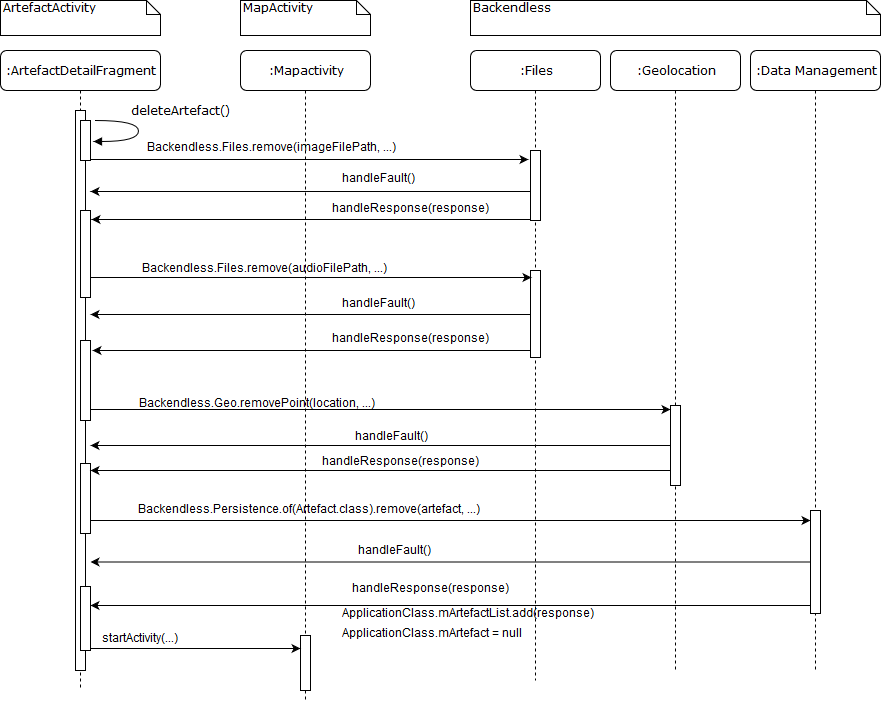 ArtefactActivity
MapActivity
Backendless
:ArtefactDetailFragment
:Mapactivity
:Files
:Geolocation
:Data Management
deleteArtefact()
Backendless.Files.remove(imageFilePath, ...)
handleFault()
handleResponse(response)
Backendless.Files.remove(audioFilePath, ...)
handleFault()
handleResponse(response)
Backendless.Geo.removePoint(location, ...)
handleFault()
handleResponse(response)
Backendless.Persistence.of(Artefact.class).remove(artefact, ...)
handleFault()
handleResponse(response)
ApplicationClass.mArtefactList.add(response)
ApplicationClass.mArtefact = null
startActivity(...)